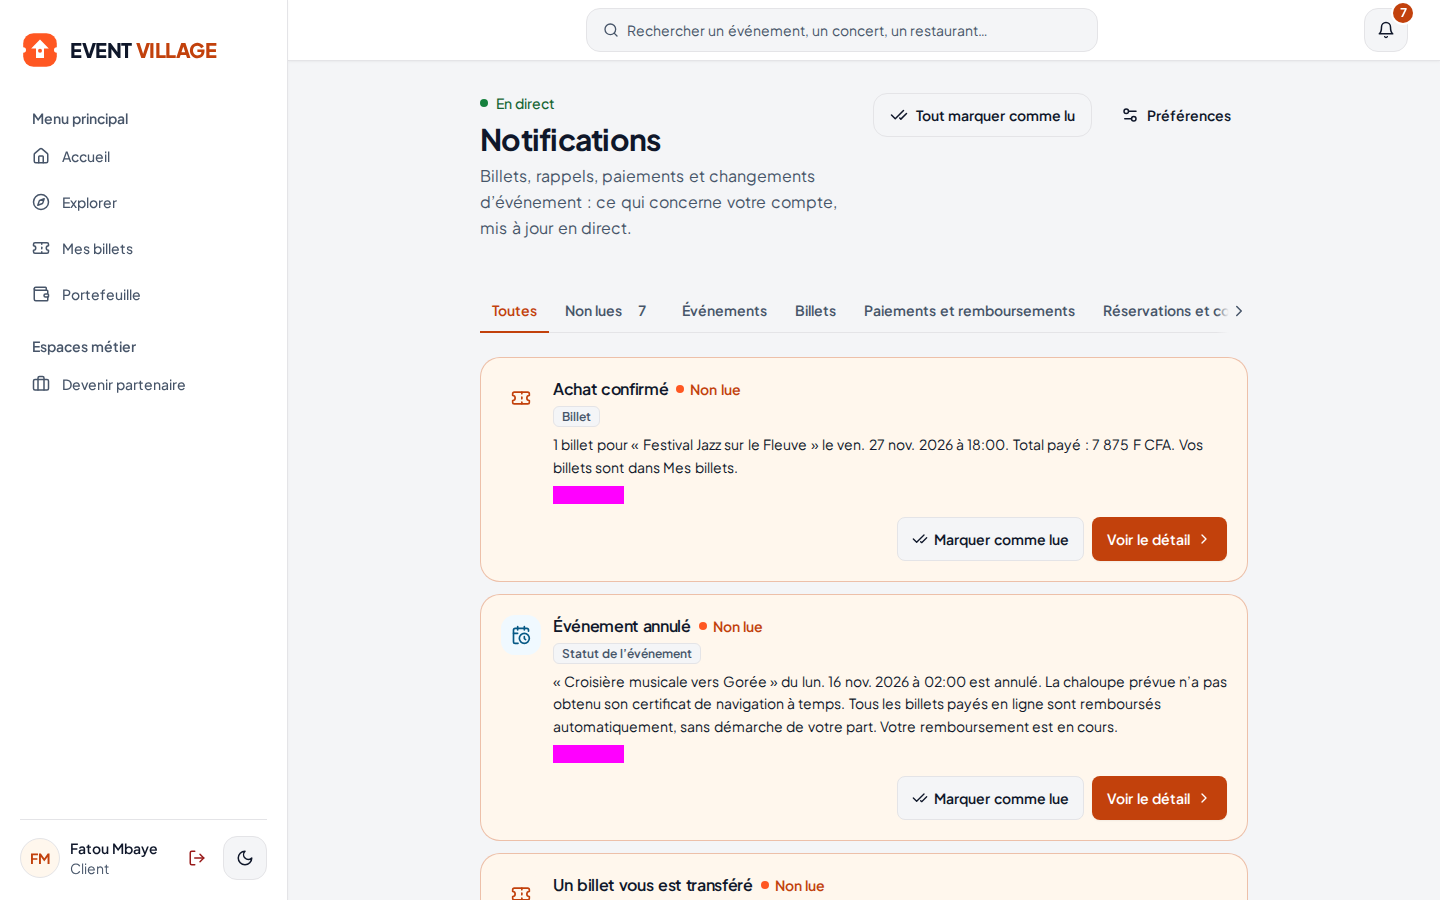 EVENT VILLAGE
Rechercher un événement, un concert, un restaurant...
7
Menu principal
Accueil
Explorer
Mes billets
Portefeuille
Espaces métier
Devenir partenaire
FM
Fatou Mbaye
Client
En direct
Notifications
Billets, rappels, paiements et changements
d’événement : ce qui concerne votre compte,
mis à jour en direct.
Tout marquer comme lu
Préférences
Toutes
Non lues 7
Événements
Billets
Paiements et remboursements
Réservations et
Achat confirmé
Non lue
Billet
1 billet pour « Festival Jazz sur le Fleuve » le ven. 27 nov. 2026 à 18:00. Total payé : 7 875 F CFA. Vos
billets sont dans Mes billets.
Marquer comme lue
Voir le détail
Événement annulé
Non lue
Statut de l’événement
« Croisière musicale vers Gorée » du lun. 16 nov. 2026 à 02:00 est annulé. La chaloupe prévue n’a pas
obtenu son certificat de navigation à temps. Tous les billets payés en ligne sont remboursés
automatiquement, sans démarche de votre part. Votre remboursement est en cours.
Marquer comme lue
Voir le détail
Un billet vous est transféré
Non lue